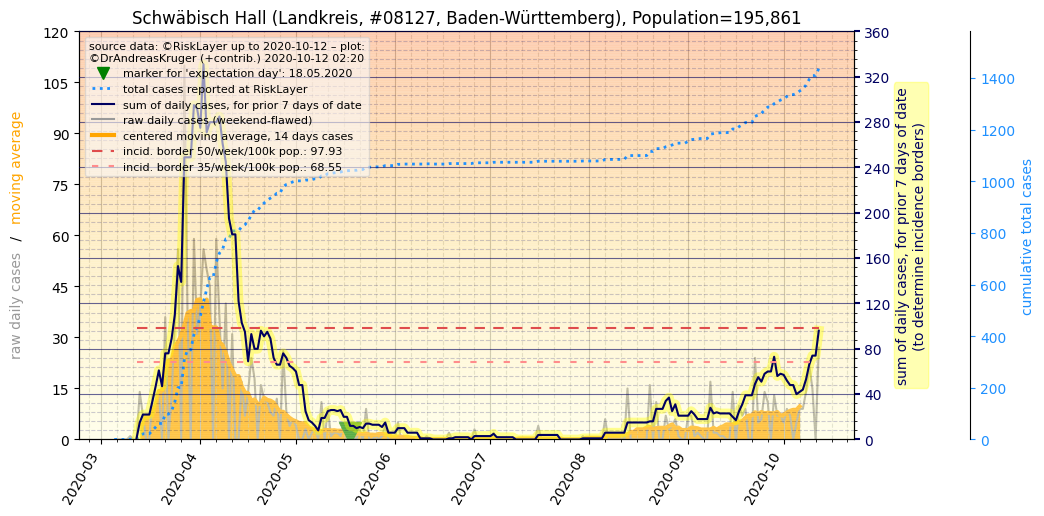 Schwäbisch Hall (Landkreis, #08127, Baden-Württemberg), Population=195,861
source data: ©RiskLayer up to 2020-10-12 – plot:
©DrAndreasKruger (+contrib.) 2020-10-12 02:20
marker for 'expectation day': 18.05.2020
total cases reported at RiskLayer
sum of daily cases, for prior 7 days of date
raw daily cases (weekend-flawed)
centered moving average, 14 days cases
incid. border 50/week/100k pop.: 97.93
incid. border 35/week/100k pop.: 68.55
raw daily cases / moving average
120
105
90
75
60
45
30
15
0
360
320
280
240
200
160
120
80
40
0
sum of daily cases, for prior 7 days of date
(to determine incidence borders)
1400
1200
1000
800
600
400
200
0
cumulative total cases
2020-03
2020-04
2020-05
2020-06
2020-07
2020-08
2020-09
2020-10